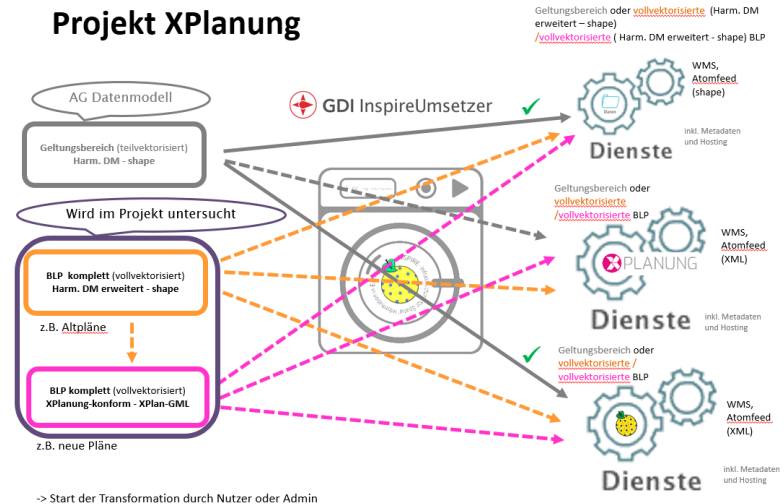 Projekt XPlanung
Geltungsbereich oder vollvektorisierte (Harm. DM
erweitert – shape)
/vollvektorisierte ( Harm. DM erweitert - shape) BLP
AG Datenmodell
GDI InspireUmsetzer
WMS,
Atomfeed
(shape)
Geltungsbereich (teilvektorisiert)
Harm. DM - shape
Dienste
inkl. Metadaten
und Hosting
Wird im Projekt untersucht
Geltungsbereich oder
vollvektorisierte
/vollvektorisierte BLP
WMS,
Atomfeed
(XML)
XPLANUNG
BLP komplett (vollvektorisiert)
Harm. DM erweitert - shape
Dienste
inkl. Metadaten
und Hosting
z.B. Altpläne
Geltungsbereich oder
vollvektorisierte /
vollvektorisierte BLP
BLP komplett (vollvektorisiert)
XPlanung-konform - XPlan-GML
WMS,
Atomfeed
(XML)
z.B. neue Pläne
Dienste
inkl. Metadaten
und Hosting
-> Start der Transformation durch Nutzer oder Admin